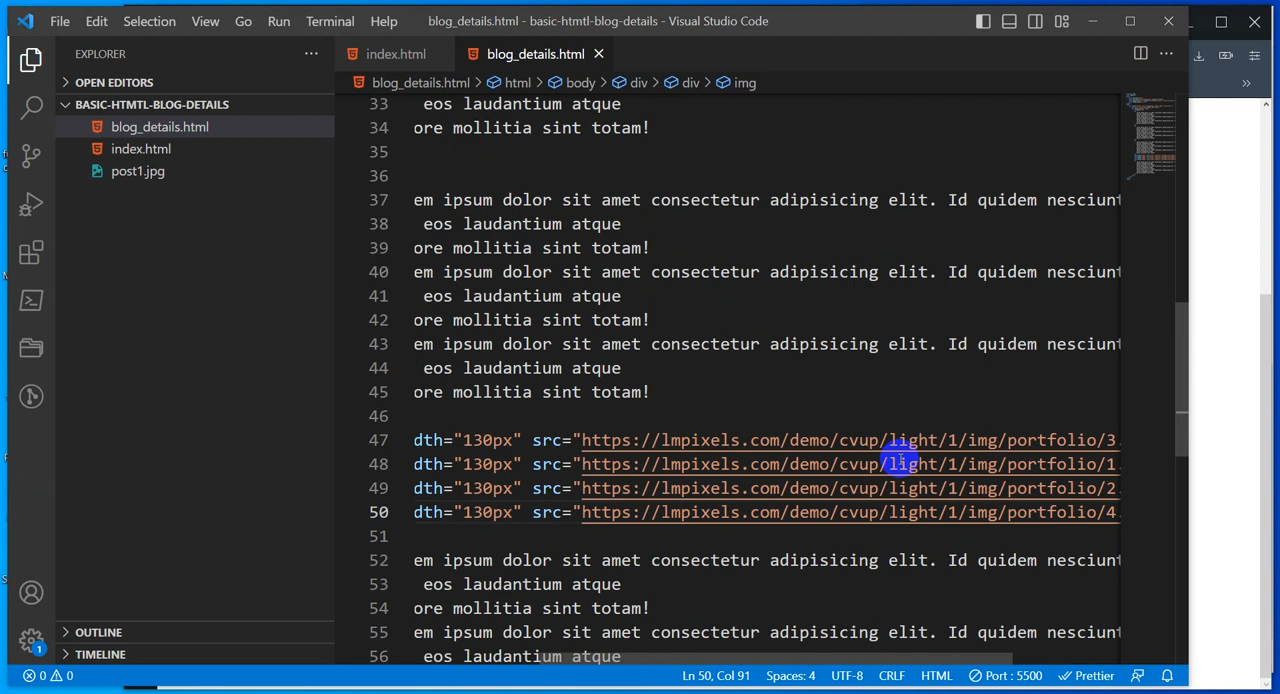 File Edit Selection View Go Run Terminal Help blog_details.html - basic-htmtl-blog-details - Visual Studio Code
EXPLORER
OPEN EDITORS
BASIC-HTMTL-BLOG-DETAILS
blog_details.html
index.html
post1.jpg
OUTLINE
TIMELINE
index.html blog_details.html
blog_details.html > html > body > div > div > img
33 eos laudantium atque
34 ore mollitia sint totam!
35
36
37 em ipsum dolor sit amet consectetur adipisicing elit. Id quidem nesciunt
38 eos laudantium atque
39 ore mollitia sint totam!
40 em ipsum dolor sit amet consectetur adipisicing elit. Id quidem nesciunt
41 eos laudantium atque
42 ore mollitia sint totam!
43 em ipsum dolor sit amet consectetur adipisicing elit. Id quidem nesciunt
44 eos laudantium atque
45 ore mollitia sint totam!
46
47 dth="130px" src="https://lmpixels.com/demo/cvup/light/1/img/portfolio/3.
48 dth="130px" src="https://lmpixels.com/demo/cvup/light/1/img/portfolio/1
49 dth="130px" src="https://lmpixels.com/demo/cvup/light/1/img/portfolio/2
50 dth="130px" src="https://lmpixels.com/demo/cvup/light/1/img/portfolio/4
51
52 em ipsum dolor sit amet consectetur adipisicing elit. Id quidem nesciunt
53 eos laudantium atque
54 ore mollitia sint totam!
55 em ipsum dolor sit amet consectetur adipisicing elit. Id quidem nesciunt
56 eos laudantium atque
0 0 Ln 50, Col 91 Spaces: 4 UTF-8 CRLF HTML Port : 5500 Prettier
1